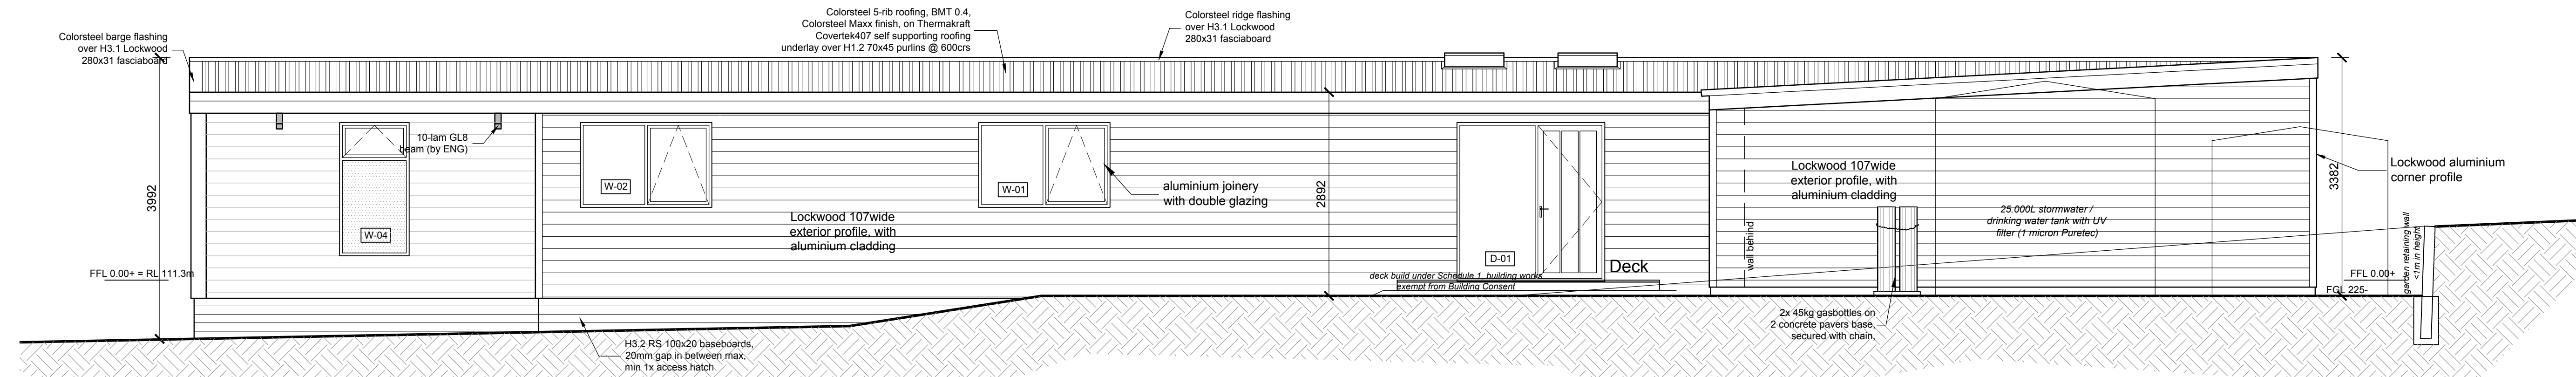 Colorsteel barge flashing
over H3.1 Lockwood
280x31 fasciaboard
Colorsteel 5-rib roofing, BMT 0.4,
Colorsteel Maxx finish, on Thermakraft
Covertek407 self supporting roofing
underlay over H1.2 70x45 purlins @ 600crs
Colorsteel ridge flashing
over H3.1 Lockwood
280x31 fasciaboard
10-lam GL8
beam (by ENG)
3992
W-04
W-02
Lockwood 107wide
exterior profile, with
aluminium cladding
W-01
aluminium joinery
with double glazing
2892
D-01
Deck
deck build under Schedule 1, building works
exempt from Building Consent
wall behind
Lockwood 107wide
exterior profile, with
aluminium cladding
25.000L stormwater /
drinking water tank with UV
filter (1 micron Puretec)
3382
Lockwood aluminium
corner profile
garden retaining wall
<1m in height
FFL 0.00+ = RL 111.3m
FFL 0.00+
FGL 225-
H3.2 RS 100x20 baseboards,
20mm gap in between max,
min 1x access hatch
2x 45kg gasbottles on
2 concrete pavers base,
secured with chain,